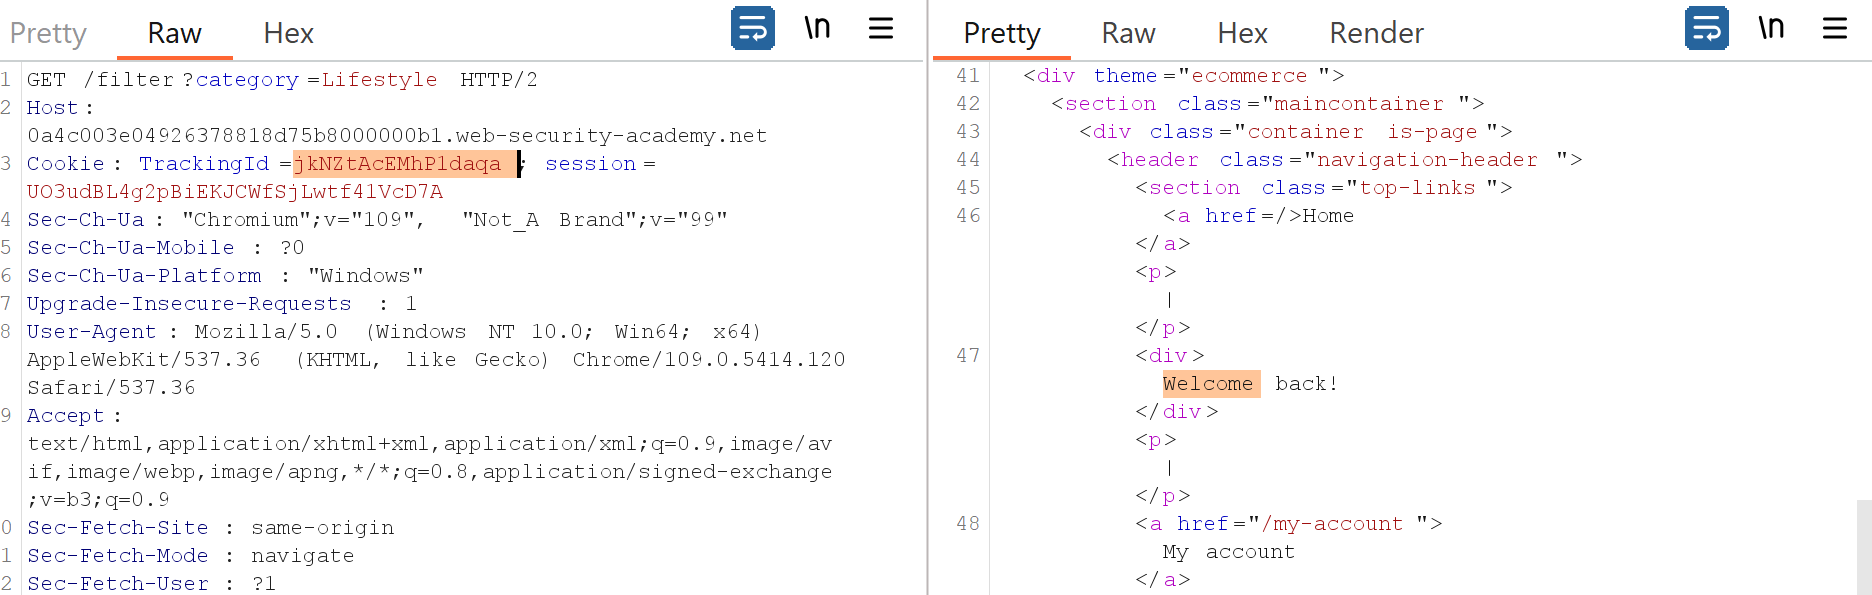 Pretty Raw Hex \n
1 GET /filter?category=Lifestyle HTTP/2
2 Host:
0a4c003e04926378818d75b8000000b1.web-security-academy.net
3 Cookie: TrackingId=jkNZtAcEMhP1daqa; session=
UO3udBL4g2pBiEKJCWfSjLwtf41VcD7A
4 Sec-Ch-Ua: "Chromium";v="109", "Not_A Brand";v="99"
5 Sec-Ch-Ua-Mobile: ?0
6 Sec-Ch-Ua-Platform: "Windows"
7 Upgrade-Insecure-Requests: 1
8 User-Agent: Mozilla/5.0 (Windows NT 10.0; Win64; x64)
AppleWebKit/537.36 (KHTML, like Gecko) Chrome/109.0.5414.120
Safari/537.36
9 Accept:
text/html,application/xhtml+xml,application/xml;q=0.9,image/av
if,image/webp,image/apng,*/*;q=0.8,application/signed-exchange
;v=b3;q=0.9
0 Sec-Fetch-Site: same-origin
1 Sec-Fetch-Mode: navigate
2 Sec-Fetch-User: ?1
Pretty Raw Hex Render \n
41 <div theme="ecommerce">
42 <section class="maincontainer">
43 <div class="container is-page">
44 <header class="navigation-header">
45 <section class="top-links">
46 <a href=/>Home
</a>
<p>
|
</p>
47 <div>
Welcome back!
</div>
<p>
|
</p>
48 <a href="/my-account">
My account
</a>